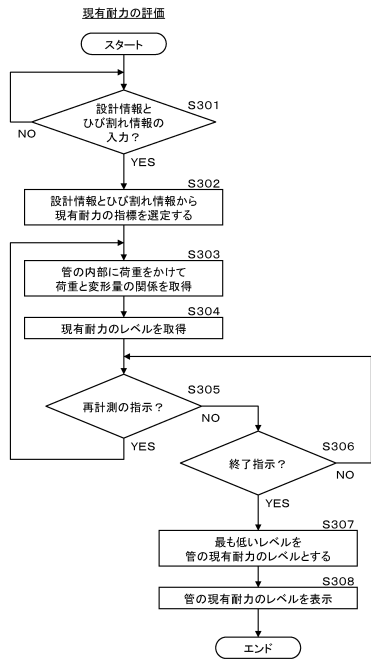 現有耐力の評価
スタート
S301
設計情報と
ひび割れ情報の
入力？
NO
YES
S302
設計情報とひび割れ情報から
現有耐力の指標を選定する
S303
管の内部に荷重をかけて
荷重と変形量の関係を取得
S304
現有耐力のレベルを取得
S305
再計測の指示？
NO
YES
S306
終了指示？
NO
YES
S307
最も低いレベルを
管の現有耐力のレベルとする
S308
管の現有耐力のレベルを表示
エンド